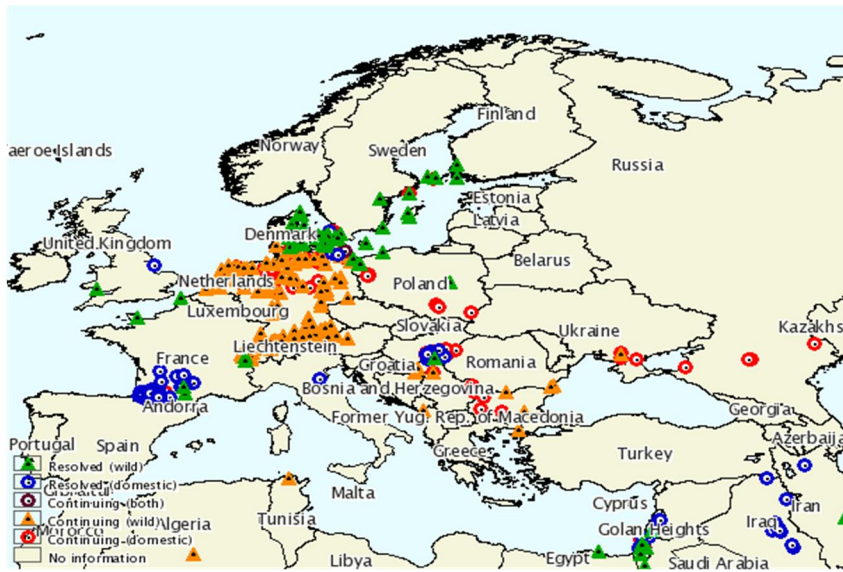 Finland
Norway
Sweden
aeroe Islands
Russia
Estonia
Latvia
Denmark
United Kingdom
Belarus
Netherlands
Poland
Luxembourg
Slovakia
Ukraine
Kazakhs
Liechtenstein
France
Croatia
Romania
Bosnia and Herzegovina
Andorra
Former Yug. Rep. of Macedonia
Georgia
Azerbaija
Portugal
Spain
Greece
Turkey
Resolved (wild)
Resolved (domestic)
Malta
Cyprus
Iran
Continuing (both)
Continuing (wild)
Algeria
Tunisia
Golan Heights
Iraq
Morocco
Continuing (domestic)
No information
Libya
Egypt
Saudi Arabia